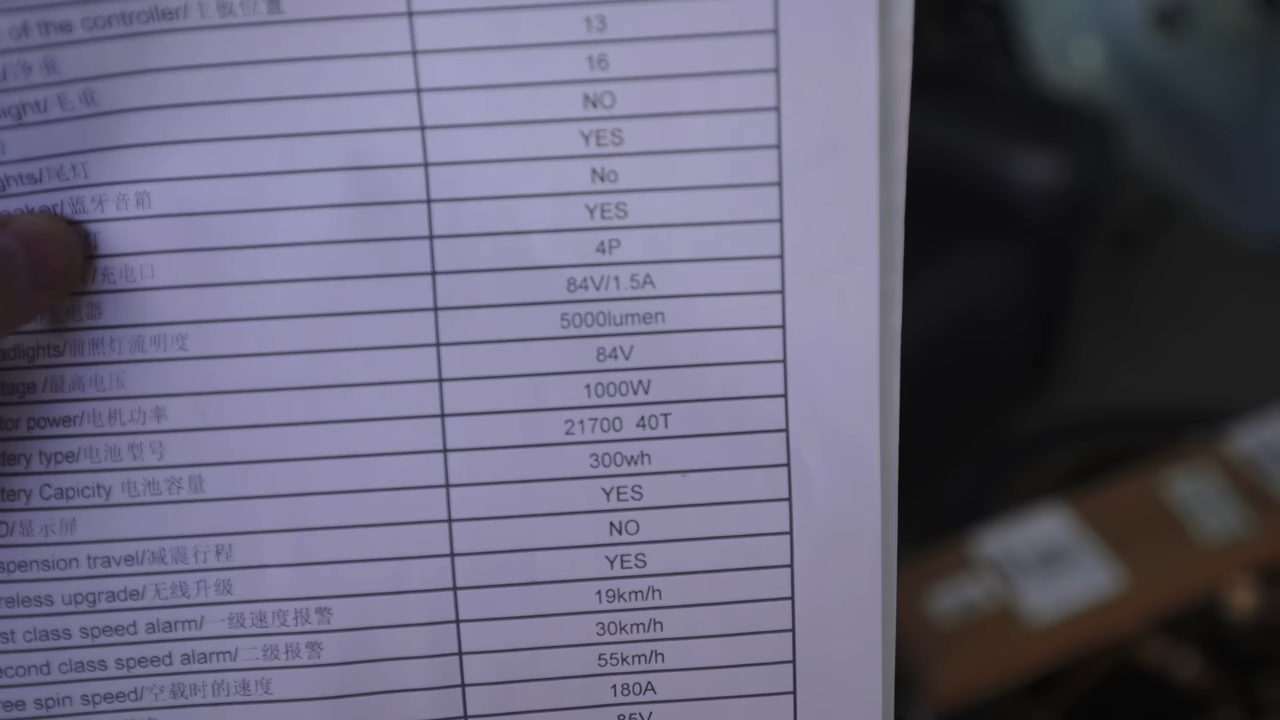 of the controller/主板位置
/净重 13
ight/ 毛重 16
NO
ghts/尾灯 YES
eaker/蓝牙音箱 No
灯 YES
/充电口 4P
电器 84V/1.5A
adlights/前照灯流明度 5000lumen
tage /最高电压 84V
tor power/电机功率 1000W
ttery type/电池型号 21700 40T
ttery Capicity 电池容量 300wh
D/显示屏 YES
spension travel/减震行程 NO
reless upgrade/无线升级 YES
st class speed alarm/一级速度报警 19km/h
econd class speed alarm/二级报警 30km/h
ree spin speed/空载时的速度 55km/h
180A
85V